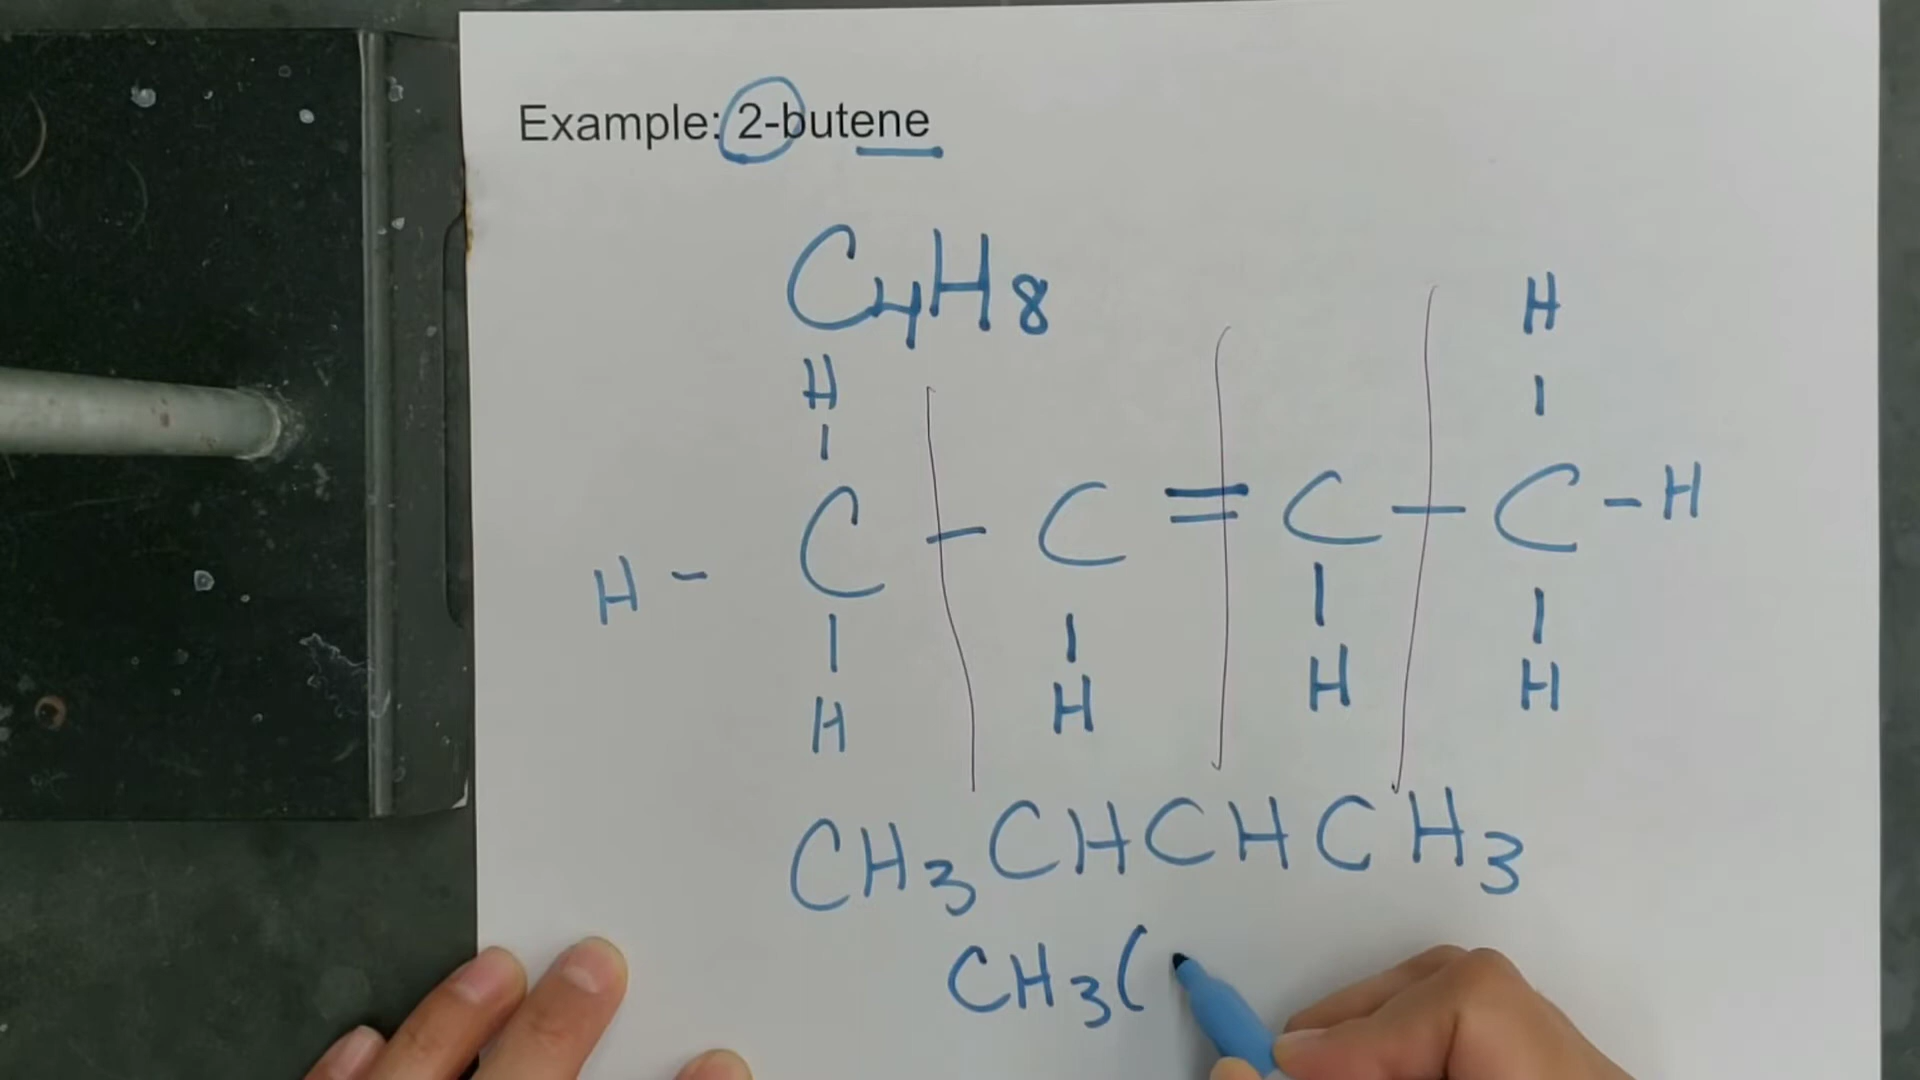 Example: 2-butene
C4H8
H H
H - C - C = C - C - H
H H H H
CH3CHCHCH3
CH3(